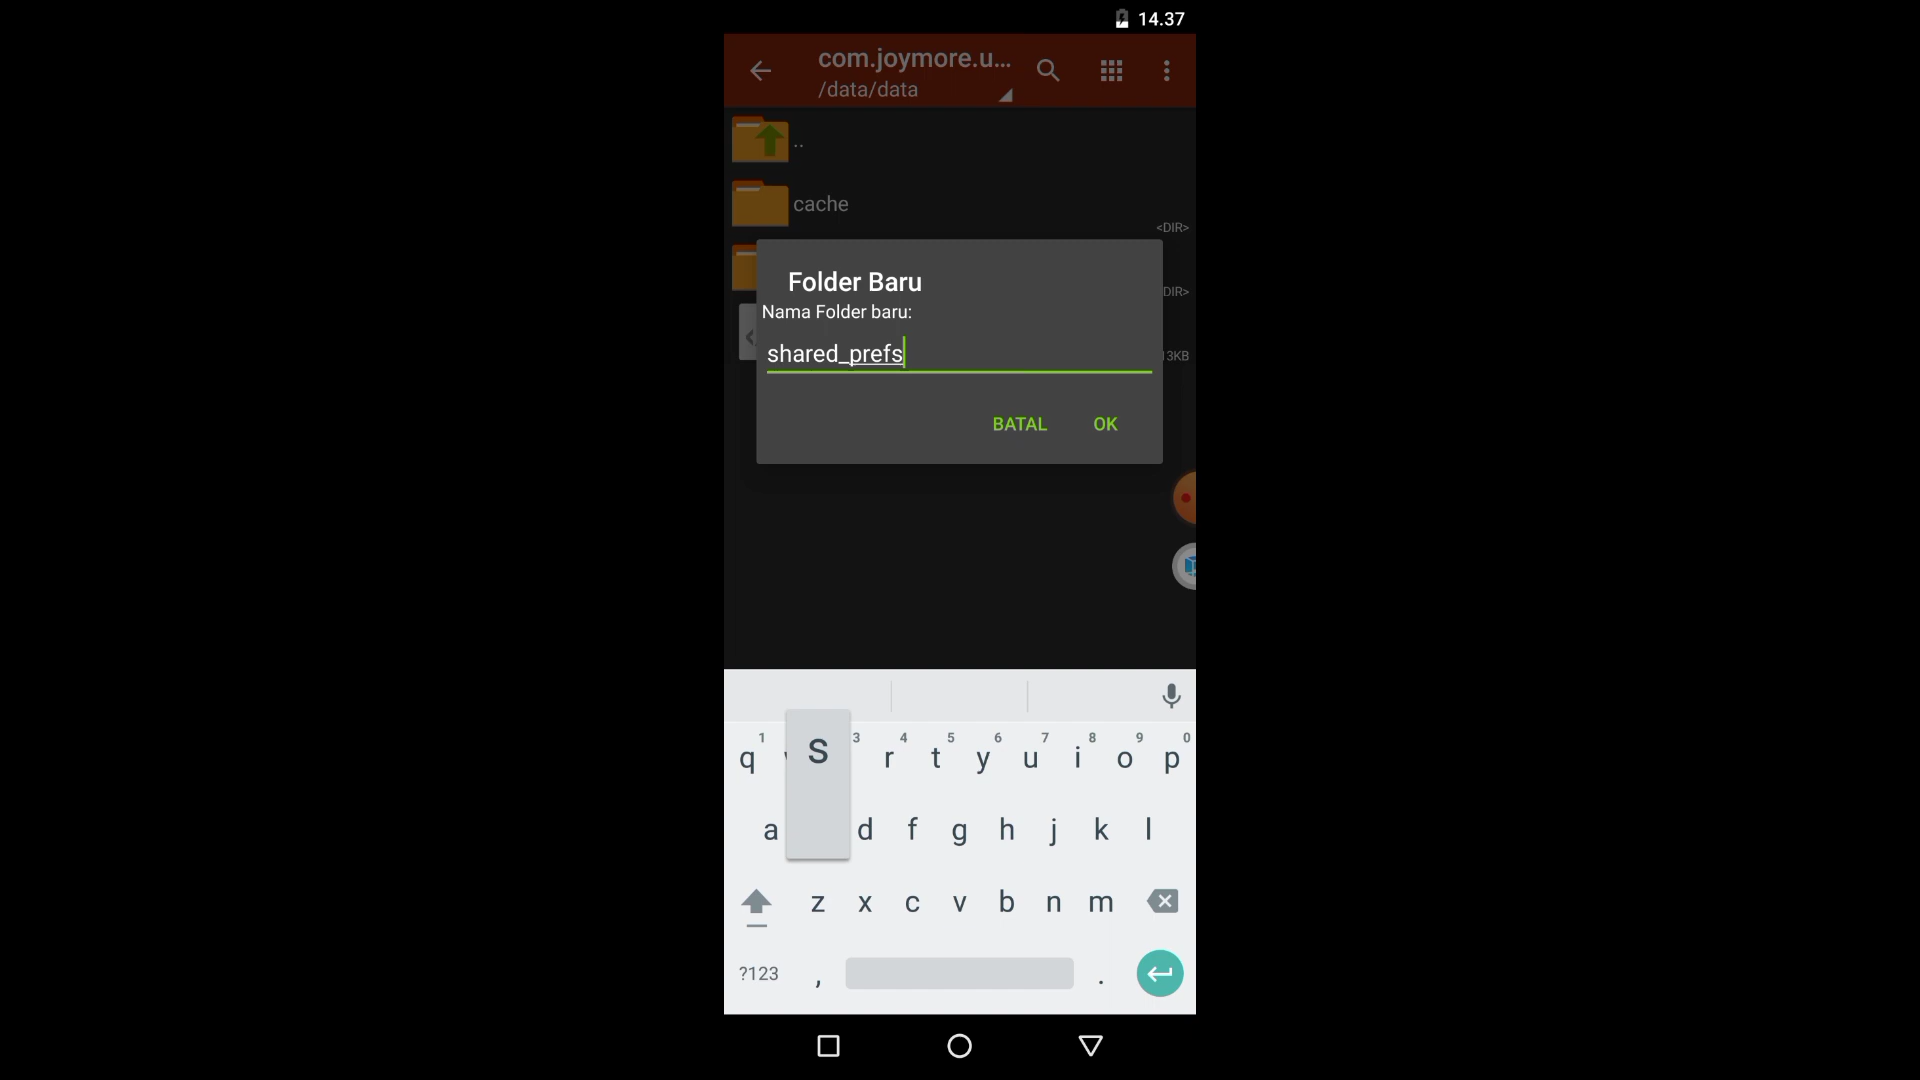 14.37
com.joymore.u...
/data/data
..
cache
<DIR>
DIR>
Folder Baru
Nama Folder baru:
shared_prefs
BATAL OK
3KB
1 3 4 5 6 7 8 9 0
q S r t y u i o p
a d f g h j k l
z x c v b n m
?123 , .